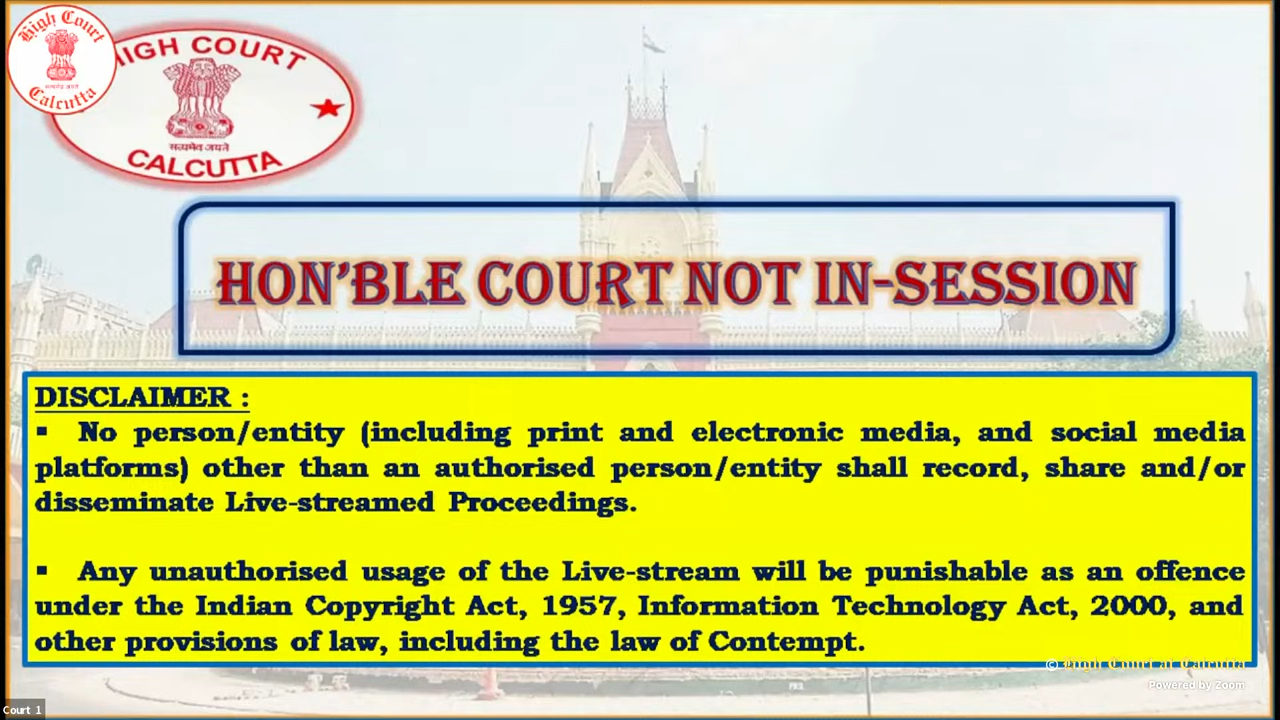 High Court
सत्यमेव जयते
Calcutta
HIGH COURT
सत्यमेव जयते
CALCUTTA
HON'BLE COURT NOT IN-SESSION
DISCLAIMER :
▪ No person/entity (including print and electronic media, and social media
platforms) other than an authorised person/entity shall record, share and/or
disseminate Live-streamed Proceedings.
▪ Any unauthorised usage of the Live-stream will be punishable as an offence
under the Indian Copyright Act, 1957, Information Technology Act, 2000, and
other provisions of law, including the law of Contempt.
© High Court at Calcutta
Powered by Zoom
Court 1